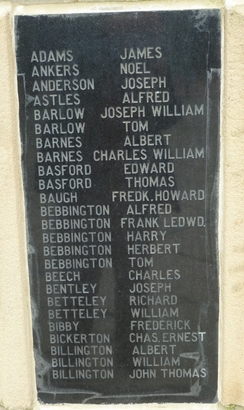 ADAMS JAMES
ANKERS NOEL
ANDERSON JOSEPH
ASTLES ALFRED
BARLOW JOSEPH WILLIAM
BARLOW TOM
BARNES ALBERT
BARNES CHARLES WILLIAM
BASFORD EDWARD
BASFORD THOMAS
BAUGH FREDK. HOWARD
BEBBINGTON ALFRED
BEBBINGTON FRANK LEDWD.
BEBBINGTON HARRY
BEBBINGTON HERBERT
BEBBINGTON TOM
BEECH CHARLES
BENTLEY JOSEPH
BETTELEY RICHARD
BETTELEY WILLIAM
BIBBY FREDERICK
BICKERTON CHAS. ERNEST
BILLINGTON ALBERT
BILLINGTON WILLIAM
BILLINGTON JOHN THOMAS